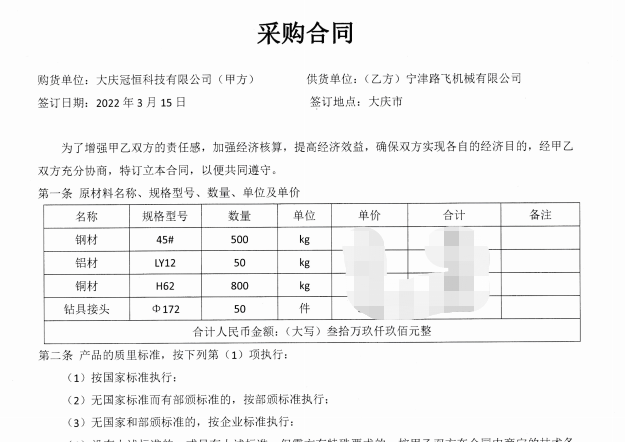 采购合同
购货单位：大庆冠恒科技有限公司（甲方） 供货单位：（乙方）宁津路飞机械有限公司
签订日期：2022 年 3 月 15 日 签订地点：大庆市
为了增强甲乙双方的责任感，加强经济核算，提高经济效益，确保双方实现各自的经济目的，经甲乙
双方充分协商，特订立本合同，以便共同遵守。
第一条 原材料名称、规格型号、数量、单位及单价
名称 规格型号 数量 单位 单价 合计 备注
钢材 45# 500 kg
铝材 LY12 50 kg
铜材 H62 800 kg
钻具接头 Φ172 50 件
合计人民币金额：（大写）叁拾万玖仟玖佰元整
第二条 产品的质里标准，按下列第（1）项执行：
（1）按国家标准执行；
（2）无国家标准而有部颁标准的，按部颁标准执行；
（3）无国家和部颁标准的，按企业标准执行；